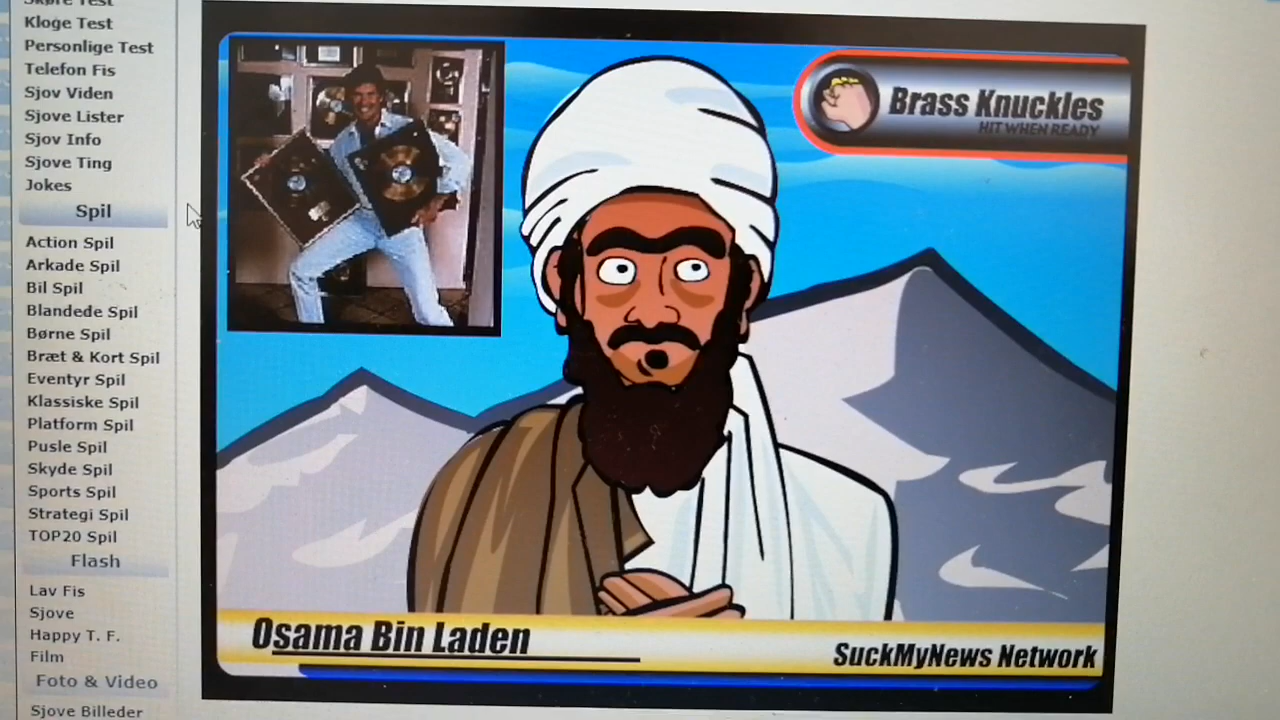 Skøre Test
Kloge Test
Personlige Test
Telefon Fis
Sjov Viden
Sjove Lister
Sjov Info
Sjove Ting
Jokes
Spil
Action Spil
Arkade Spil
Bil Spil
Blandede Spil
Børne Spil
Bræt & Kort Spil
Eventyr Spil
Klassiske Spil
Platform Spil
Pusle Spil
Skyde Spil
Sports Spil
Strategi Spil
TOP20 Spil
Flash
Lav Fis
Sjove
Happy T. F.
Film
Foto & Video
Sjove Billeder
Brass Knuckles
HIT WHEN READY
Osama Bin Laden
SuckMyNews Network